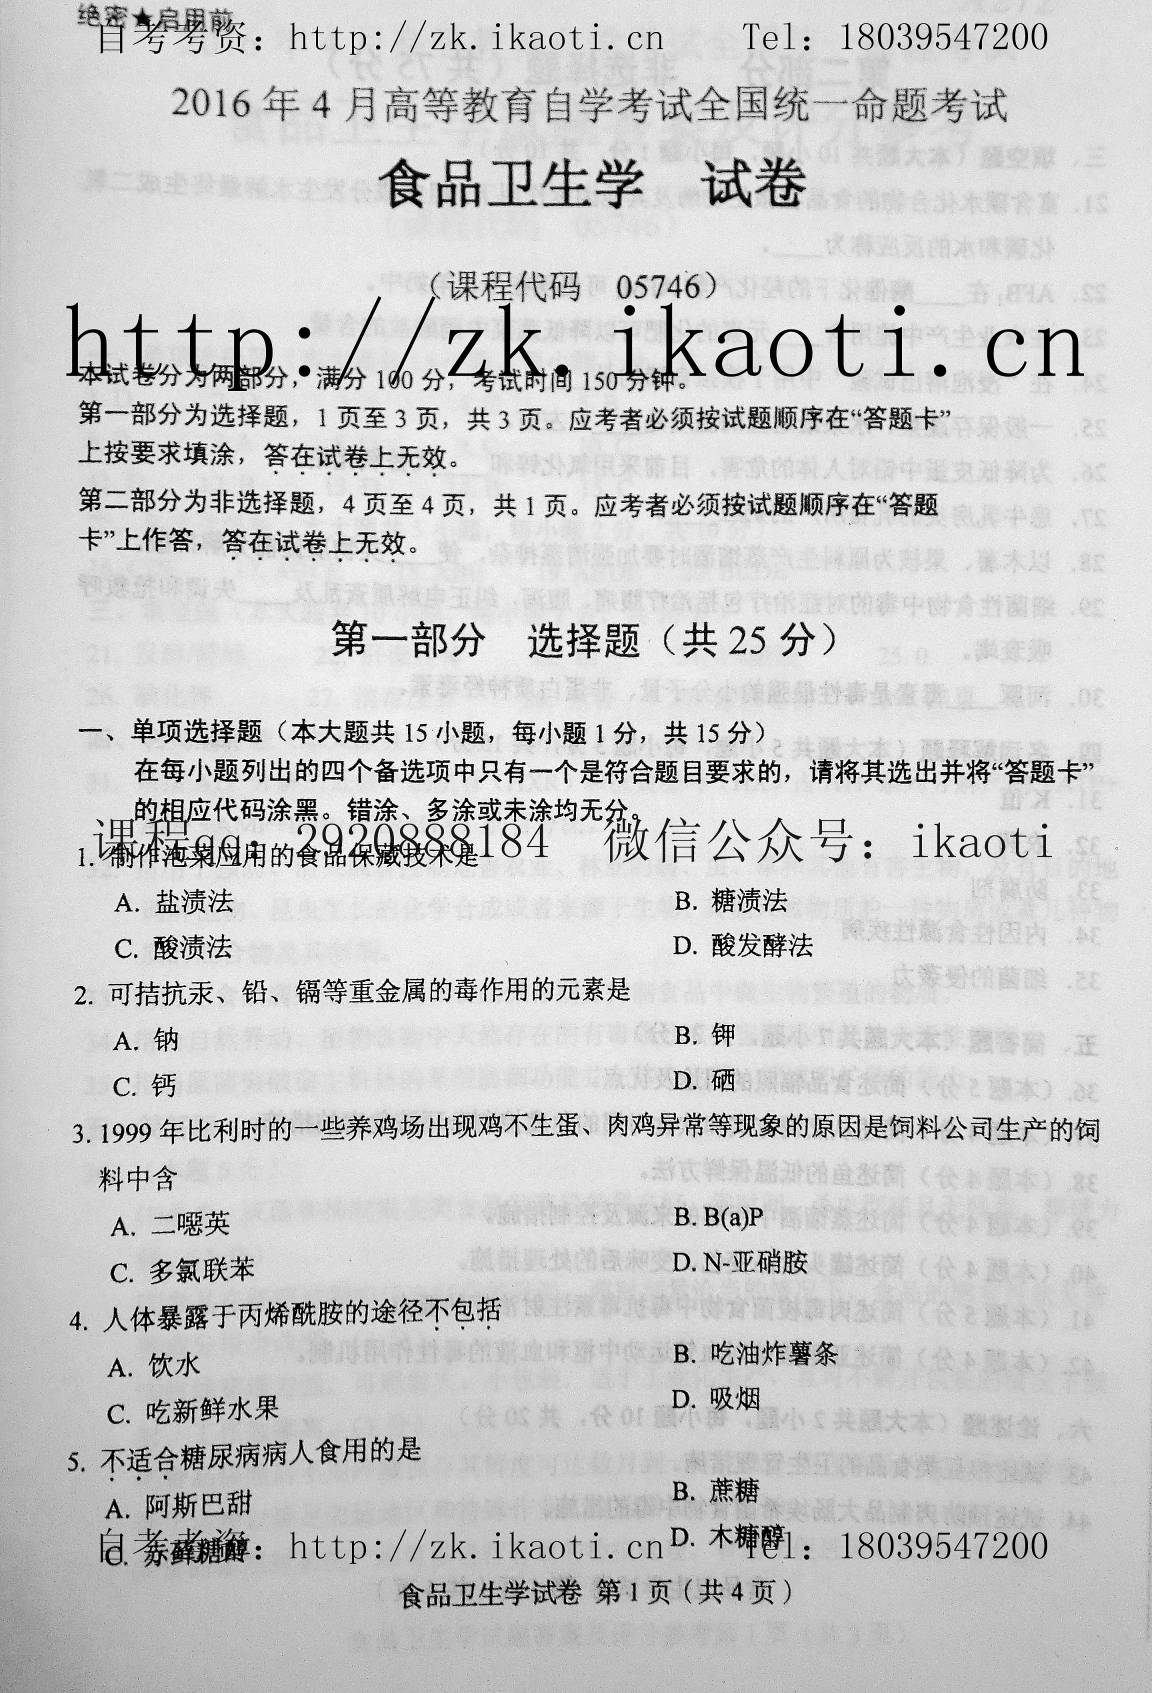 绝密★启用前
自考考资：http://zk.ikaoti.cn Tel：18039547200
2016 年 4 月高等教育自学考试全国统一命题考试
食品卫生学 试卷
（课程代码 05746）
http://zk.ikaoti.cn
本试卷分为两部分，满分 100 分，考试时间 150 分钟。
第一部分为选择题，1 页至 3 页，共 3 页。应考者必须按试题顺序在“答题卡”
上按要求填涂，答在试卷上无效。
第二部分为非选择题，4 页至 4 页，共 1 页。应考者必须按试题顺序在“答题
卡”上作答，答在试卷上无效。
第一部分 选择题（共 25 分）
一、单项选择题（本大题共 15 小题，每小题 1 分，共 15 分）
在每小题列出的四个备选项中只有一个是符合题目要求的，请将其选出并将“答题卡”
的相应代码涂黑。错涂、多涂或未涂均无分。
课程qq：2920888184 微信公众号：ikaoti
1. 制作泡菜应用的食品保藏技术是
A. 盐渍法 B. 糖渍法
C. 酸渍法 D. 酸发酵法
2. 可拮抗汞、铅、镉等重金属的毒作用的元素是
A. 钠 B. 钾
C. 钙 D. 硒
3. 1999 年比利时的一些养鸡场出现鸡不生蛋、肉鸡异常等现象的原因是饲料公司生产的饲
料中含
A. 二噁英 B. B(a)P
C. 多氯联苯 D. N-亚硝胺
4. 人体暴露于丙烯酰胺的途径不包括
A. 饮水 B. 吃油炸薯条
C. 吃新鲜水果 D. 吸烟
5. 不适合糖尿病病人食用的是
A. 阿斯巴甜 B. 蔗糖
C. 糖醇 D. 木糖醇
自考考资：http://zk.ikaoti.cn Tel：18039547200
食品卫生学试卷 第 1 页（共 4 页）